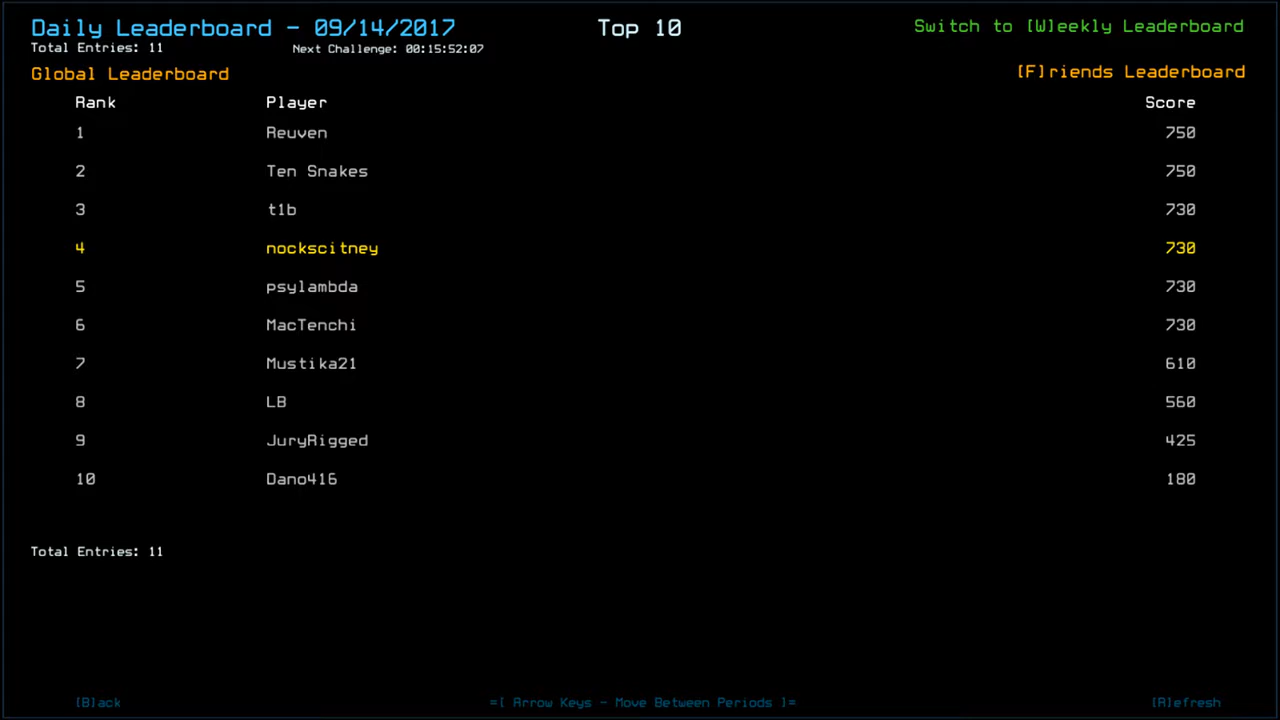 Daily Leaderboard - 09/14/2017 Top 10 Switch to [W]eekly Leaderboard
Total Entries: 11 Next Challenge: 00:15:52:07
Global Leaderboard [F]riends Leaderboard
Rank Player Score
1 Reuven 750
2 Ten Snakes 750
3 t1b 730
4 nockscitney 730
5 psylambda 730
6 MacTenchi 730
7 Mustika21 610
8 LB 560
9 JuryRigged 425
10 Dano416 180
Total Entries: 11
[B]ack =[ Arrow Keys - Move Between Periods ]= [R]efresh